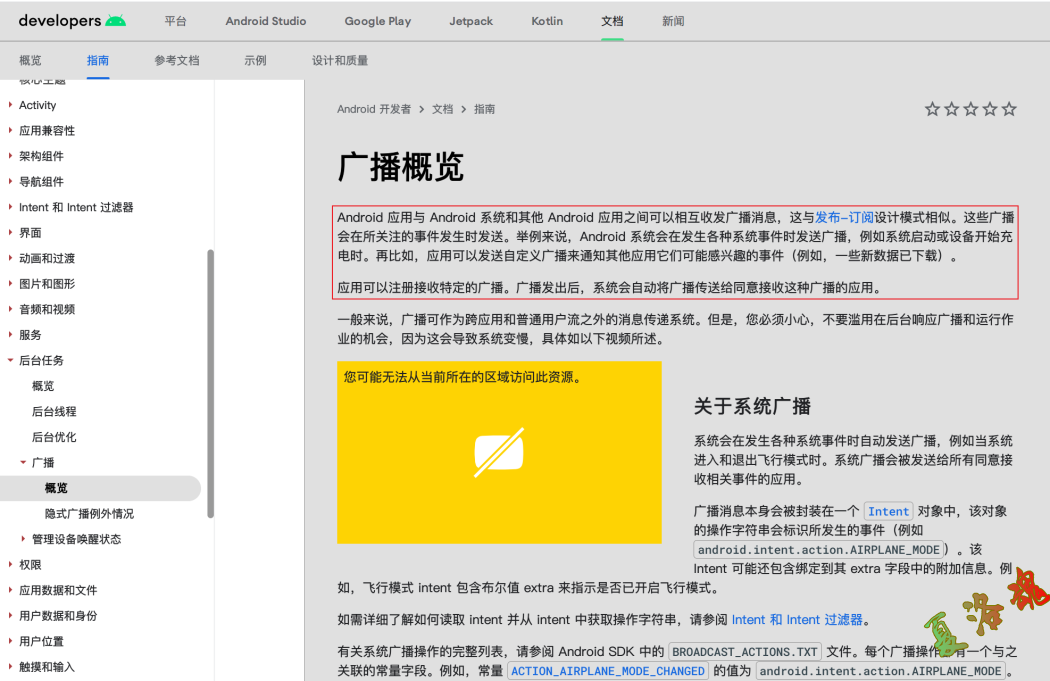 developers 平台 Android Studio Google Play Jetpack Kotlin 文档 新闻
概览 指南 参考文档 示例 设计和质量
核心主题
Activity
应用兼容性
架构组件
导航组件
Intent 和 Intent 过滤器
界面
动画和过渡
图片和图形
音频和视频
服务
后台任务
概览
后台线程
后台优化
广播
概览
隐式广播例外情况
管理设备唤醒状态
权限
应用数据和文件
用户数据和身份
用户位置
触摸和输入
Android 开发者 > 文档 > 指南
广播概览
Android 应用与 Android 系统和其他 Android 应用之间可以相互收发广播消息，这与发布-订阅设计模式相似。这些广播
会在所关注的事件发生时发送。举例来说，Android 系统会在发生各种系统事件时发送广播，例如系统启动或设备开始充
电时。再比如，应用可以发送自定义广播来通知其他应用它们可能感兴趣的事件（例如，一些新数据已下载）。
应用可以注册接收特定的广播。广播发出后，系统会自动将广播传送给同意接收这种广播的应用。
一般来说，广播可作为跨应用和普通用户流之外的消息传递系统。但是，您必须小心，不要滥用在后台响应广播和运行作
业的机会，因为这会导致系统变慢，具体如以下视频所述。
您可能无法从当前所在的区域访问此资源。
关于系统广播
系统会在发生各种系统事件时自动发送广播，例如当系统
进入和退出飞行模式时。系统广播会被发送给所有同意接
收相关事件的应用。
广播消息本身会被封装在一个 Intent 对象中，该对象
的操作字符串会标识所发生的事件（例如
android.intent.action.AIRPLANE_MODE）。该
Intent 可能还包含绑定到其 extra 字段中的附加信息。例
如，飞行模式 intent 包含布尔值 extra 来指示是否已开启飞行模式。
如需详细了解如何读取 intent 并从 intent 中获取操作字符串，请参阅 Intent 和 Intent 过滤器。
有关系统广播操作的完整列表，请参阅 Android SDK 中的 BROADCAST_ACTIONS.TXT 文件。每个广播操作都有一个与之
关联的常量字段。例如，常量 ACTION_AIRPLANE_MODE_CHANGED 的值为 android.intent.action.AIRPLANE_MODE。